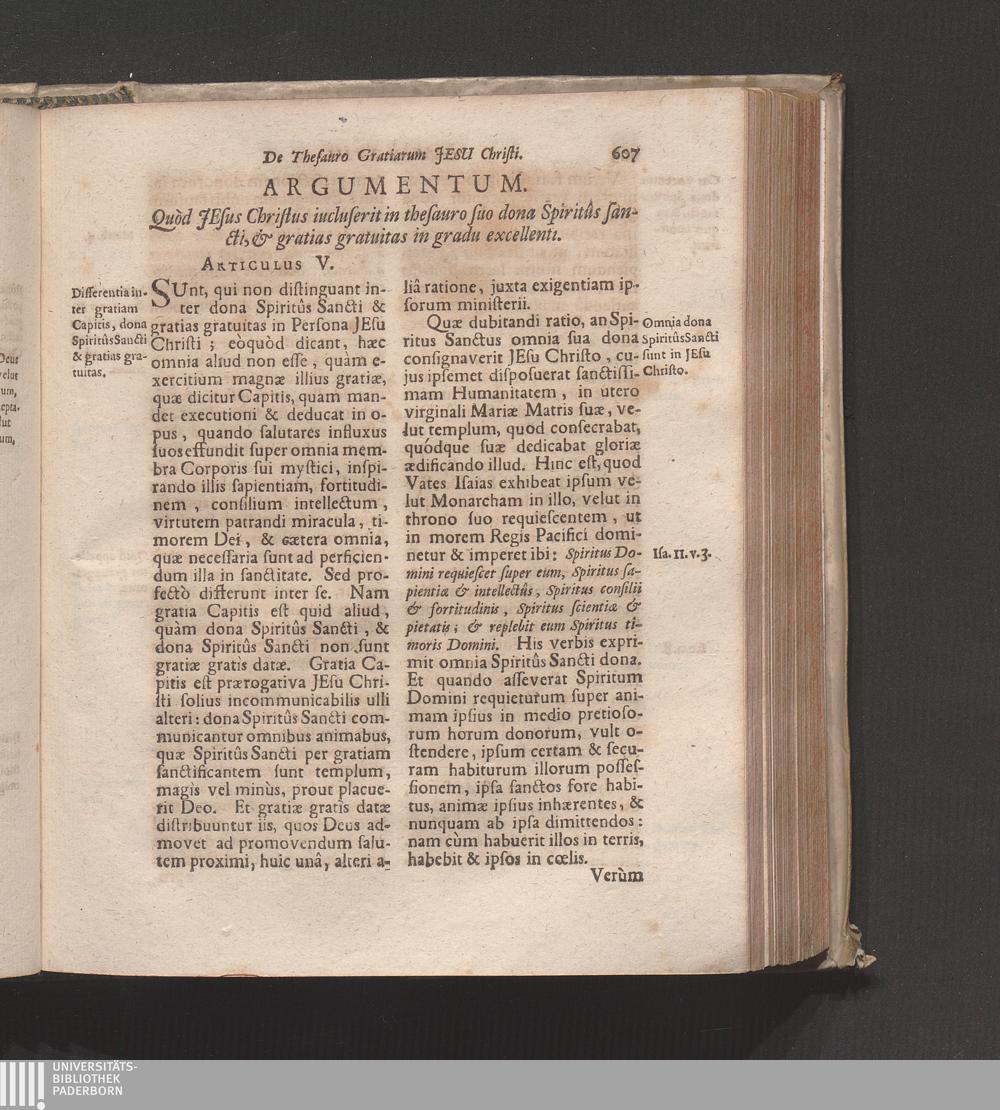 De Theſauro Gratiarum JESU Chriſti. 607
ARGUMENTUM.
Quòd JEſus Chriſtus iucluſerit in theſauro ſuo dona Spiritûs ſan-
cti, & gratias gratuitas in gradu excellenti.
ARTICULUS V.
Differentia in-
ter gratiam
Capitis, dona
Spiritûs Sancti
& gratias gra-
tuitas.
SUnt, qui non diſtinguant in-
ter dona Spiritûs Sancti &
gratias gratuitas in Perſona JEſu
Chriſti; eòquòd dicant, hæc
omnia aliud non eſſe, quàm e-
xercitium magnæ illius gratiæ,
quæ dicitur Capitis, quam man-
det executioni & deducat in o-
pus, quando ſalutares influxus
ſuos effundit ſuper omnia mem-
bra Corporis ſui myſtici, inſpi-
rando illis ſapientiam, fortitudi-
nem, conſilium intellectum,
virtutem patrandi miracula, ti-
morem Dei, & cætera omnia,
quæ neceſſaria ſunt ad perficien-
dum illa in ſanctitate. Sed pro-
fectò differunt inter ſe. Nam
gratia Capitis eſt quid aliud,
quàm dona Spiritûs Sancti, &
dona Spiritûs Sancti non ſunt
gratiæ gratis datæ. Gratia Ca-
pitis eſt prærogativa JEſu Chri-
ſti ſolius incommunicabilis ulli
alteri: dona Spiritûs Sancti com-
municantur omnibus animabus,
quæ Spiritûs Sancti per gratiam
ſanctificantem ſunt templum,
magis vel minùs, prout placue-
rit Deo. Et gratiæ gratis datæ
diſtribuuntur iis, quos Deus ad-
movet ad promovendum ſalu-
tem proximi, huic unâ, alteri a-
liâ ratione, juxta exigentiam ip-
ſorum miniſterii.
Quæ dubitandi ratio, an Spi-
ritus Sanctus omnia ſua dona
conſignaverit JEſu Chriſto, cu-
jus ipſemet diſpoſuerat ſanctiſſi-
mam Humanitatem, in utero
virginali Mariæ Matris ſuæ, ve-
lut templum, quod conſecrabat,
quódque ſuæ dedicabat gloriæ
ædificando illud. Hinc eſt, quod
Vates Iſaias exhibeat ipſum ve-
lut Monarcham in illo, velut in
throno ſuo requieſcentem, ut
in morem Regis Pacifici domi-
netur & imperet ibi: Spiritus Do-
mini requieſcet ſuper eum, Spiritus ſa-
pientiæ & intellectûs, Spiritus conſilii
& fortitudinis, Spiritus ſcientiæ &
pietatis; & replebit eum Spiritus ti-
moris Domini. His verbis expri-
mit omnia Spiritûs Sancti dona.
Et quando aſſeverat Spiritum
Domini requieturum ſuper ani-
mam ipſius in medio pretioſo-
rum horum donorum, vult o-
ſtendere, ipſum certam & ſecu-
ram habiturum illorum poſſeſ-
ſionem, ipſa ſanctos fore habi-
tus, animæ ipſius inhærentes, &
nunquam ab ipſa dimittendos:
nam cùm habuerit illos in terris,
habebit & ipſos in cœlis.
Verùm
Omnia dona
Spiritûs Sancti
ſunt in JEſu
Chriſto.
Iſa. 11. v. 3.
Deus
velut
um,
epta-
lut
um,
UNIVERSITÄTS-
BIBLIOTHEK
PADERBORN